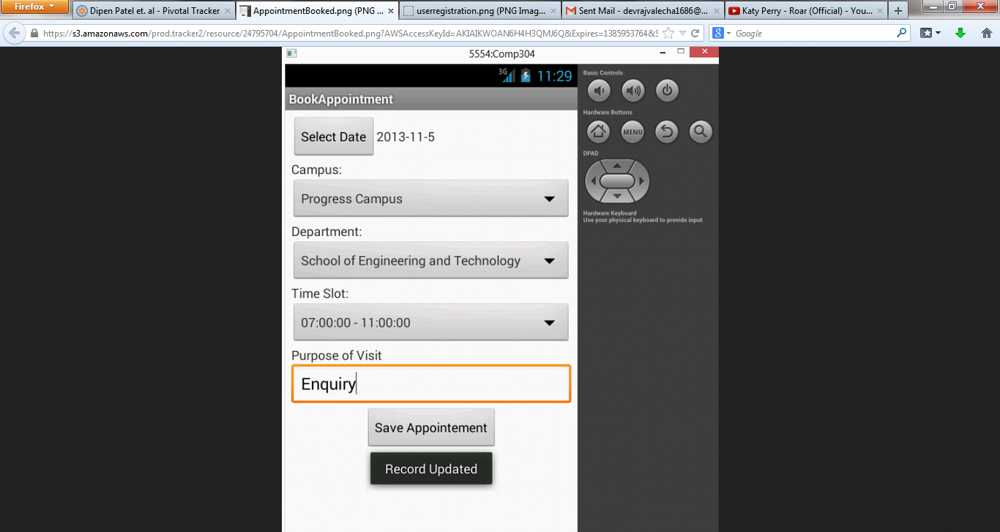 Firefox
Dipen Patel et. al - Pivotal Tracker
AppointmentBooked.png (PNG ...
userregistration.png (PNG Imag...
Sent Mail - devrajvalecha1686@...
Katy Perry - Roar (Official) - You...
https://s3.amazonaws.com/prod.tracker2/resource/24795704/AppointmentBooked.png?AWSAccessKeyId=AKIAIKWOAN6H4H3QMJ6Q&Expires=1385953764&S
Google
5554:Comp304
3G 11:29
BookAppointment
Select Date 2013-11-5
Campus:
Progress Campus
Department:
School of Engineering and Technology
Time Slot:
07:00:00 - 11:00:00
Purpose of Visit
Enquiry
Save Appointement
Record Updated
Basic Controls
Hardware Buttons
MENU
DPAD
Hardware Keyboard
Use your physical keyboard to provide input